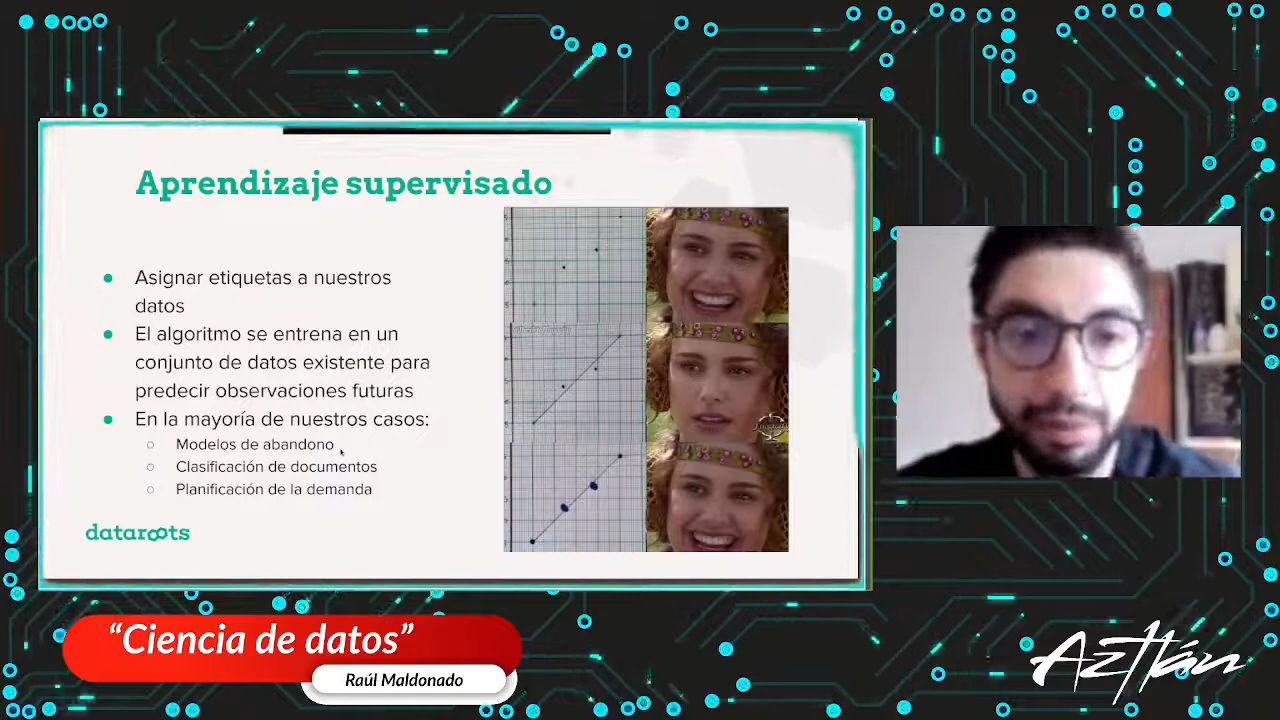 Aprendizaje supervisado
Asignar etiquetas a nuestros
datos
El algoritmo se entrena en un
conjunto de datos existente para
predecir observaciones futuras
En la mayoría de nuestros casos:
Modelos de abandono
Clasificación de documentos
Planificación de la demanda
dataroots
“Ciencia de datos”
Raúl Maldonado
Aztlán